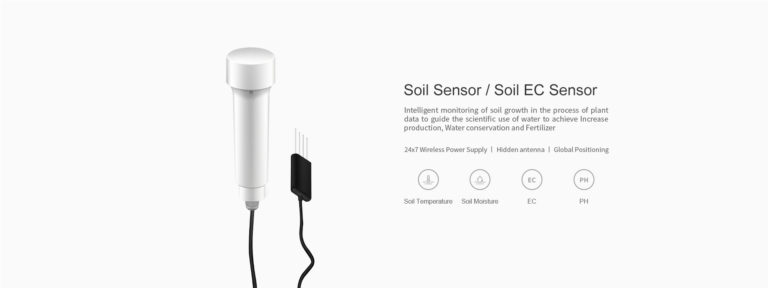 Soil Sensor / Soil EC Sensor
Intelligent monitoring of soil growth in the process of plant
data to guide the scientific use of water to achieve Increase
production, Water conservation and Fertilizer
24x7 Wireless Power Supply | Hidden antenna | Global Positioning
EC PH
Soil Temperature Soil Morsture EC PH